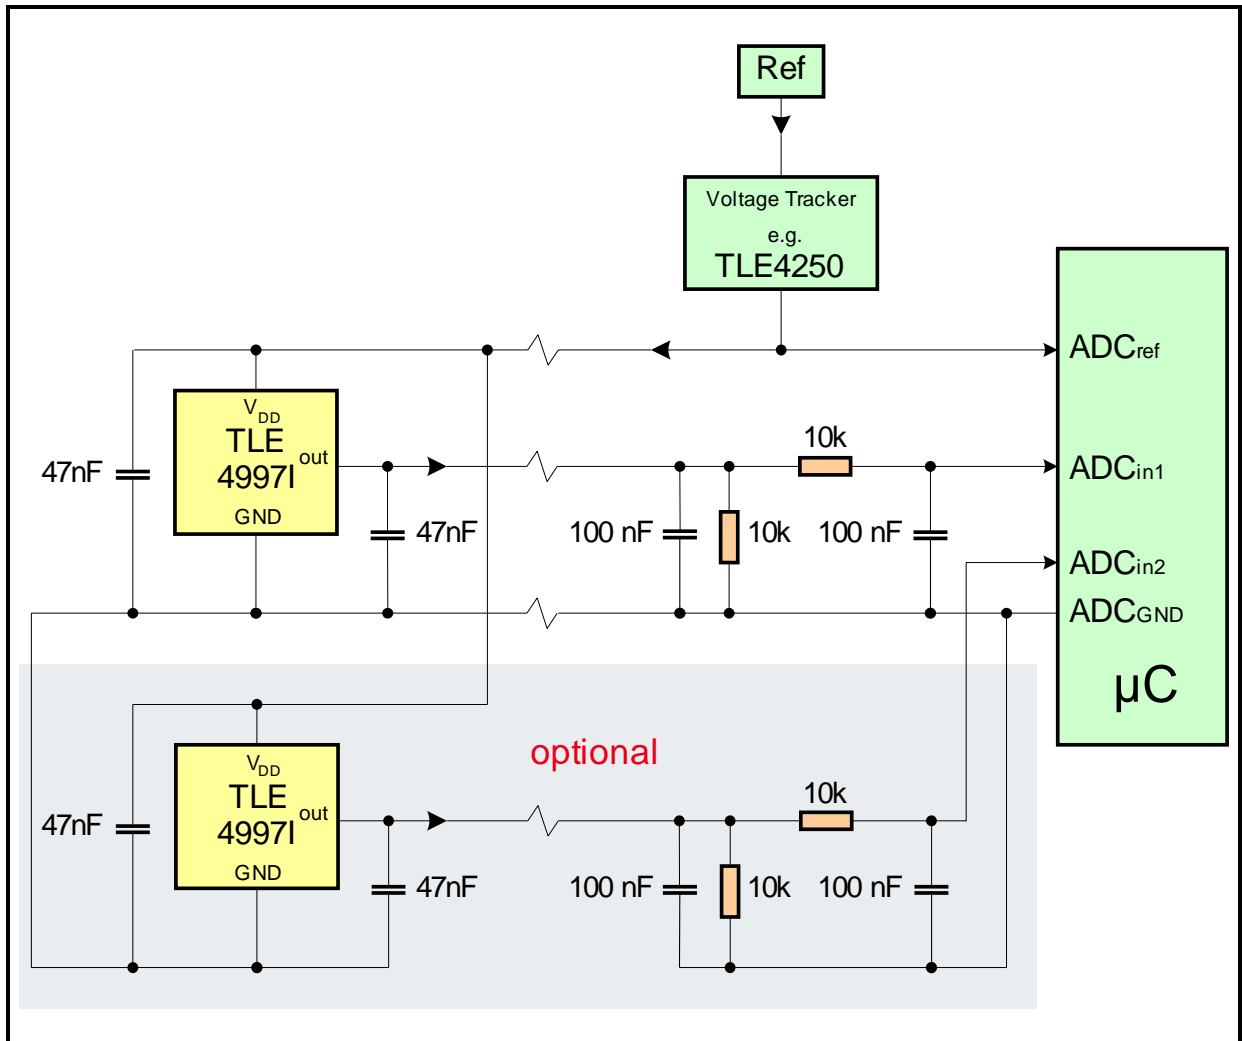 Ref
Voltage Tracker
e.g.
TLE4250
ADCref
VDD
TLE
4997I
out
GND
47nF
47nF
10k
100 nF
10k
100 nF
ADCin1
ADCin2
ADCGND
µC
optional
VDD
TLE
4997I
out
GND
47nF
47nF
10k
100 nF
10k
100 nF